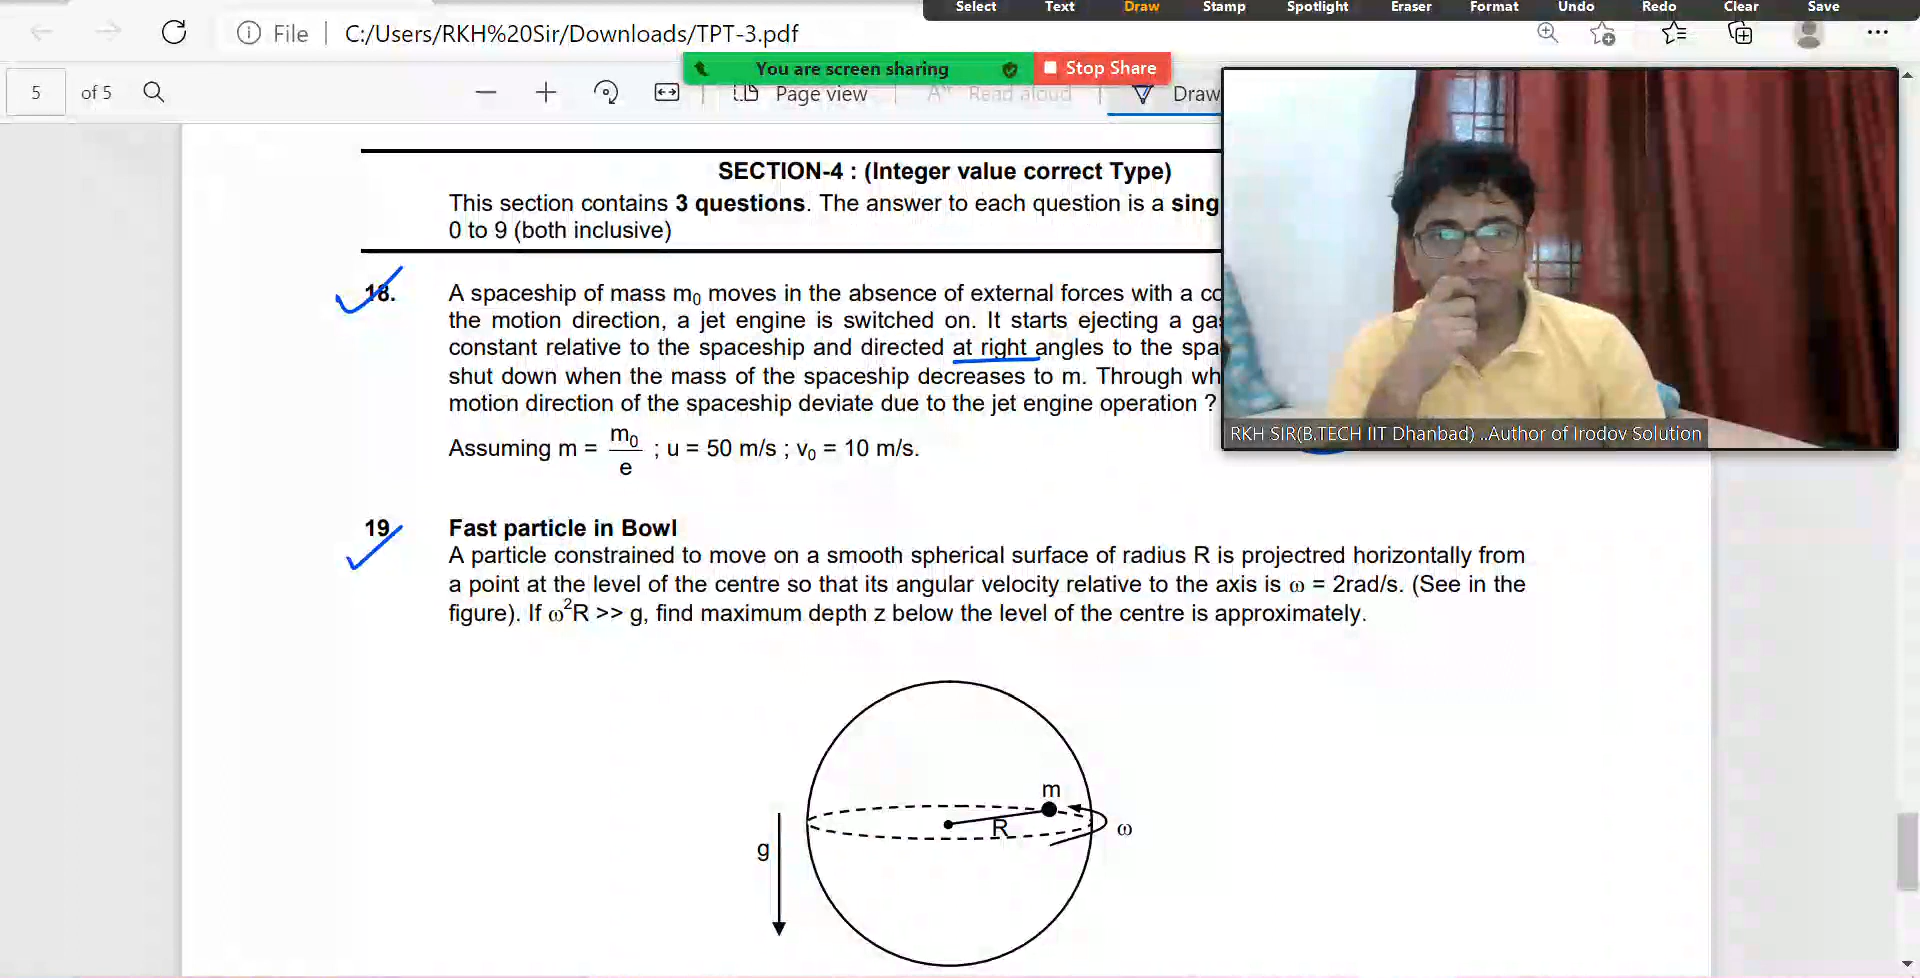 Select Text Draw Stamp Spotlight Eraser Format Undo Redo Clear Save
File C:/Users/RKH%20Sir/Downloads/TPT-3.pdf
You are screen sharing Stop Share
5 of 5 Page view Read aloud Draw
SECTION-4 : (Integer value correct Type)
This section contains 3 questions. The answer to each question is a
0 to 9 (both inclusive)
18. A spaceship of mass m₀ moves in the absence of external forces with a
the motion direction, a jet engine is switched on. It starts ejecting a
constant relative to the spaceship and directed at right angles to the
shut down when the mass of the spaceship decreases to m. Through
motion direction of the spaceship deviate due to the jet engine operation ?
Assuming m = m₀/e ; u = 50 m/s ; v₀ = 10 m/s.
RKH SIR(B.TECH IIT Dhanbad) ..Author of Irodov Solution
19. Fast particle in Bowl
A particle constrained to move on a smooth spherical surface of radius R is projectred horizontally from
a point at the level of the centre so that its angular velocity relative to the axis is ω = 2rad/s. (See in the
figure). If ω²R >> g, find maximum depth z below the level of the centre is approximately.
m
R
ω
g